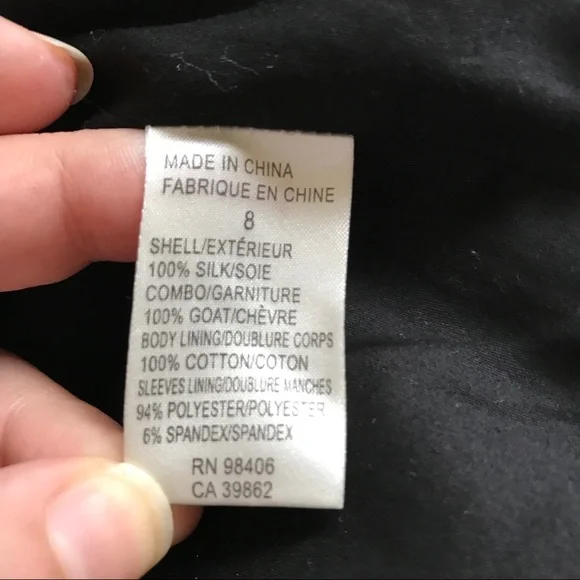 MADE IN CHINA
FABRIQUE EN CHINE
8
SHELL/EXTÉRIEUR
100% SILK/SOIE
COMBO/GARNITURE
100% GOAT/CHÈVRE
BODY LINING/DOUBLURE CORPS
100% COTTON/COTON
SLEEVES LINING/DOUBLURE MANCHES
94% POLYESTER/POLYESTER
6% SPANDEX/SPANDEX
RN 98406
CA 39862